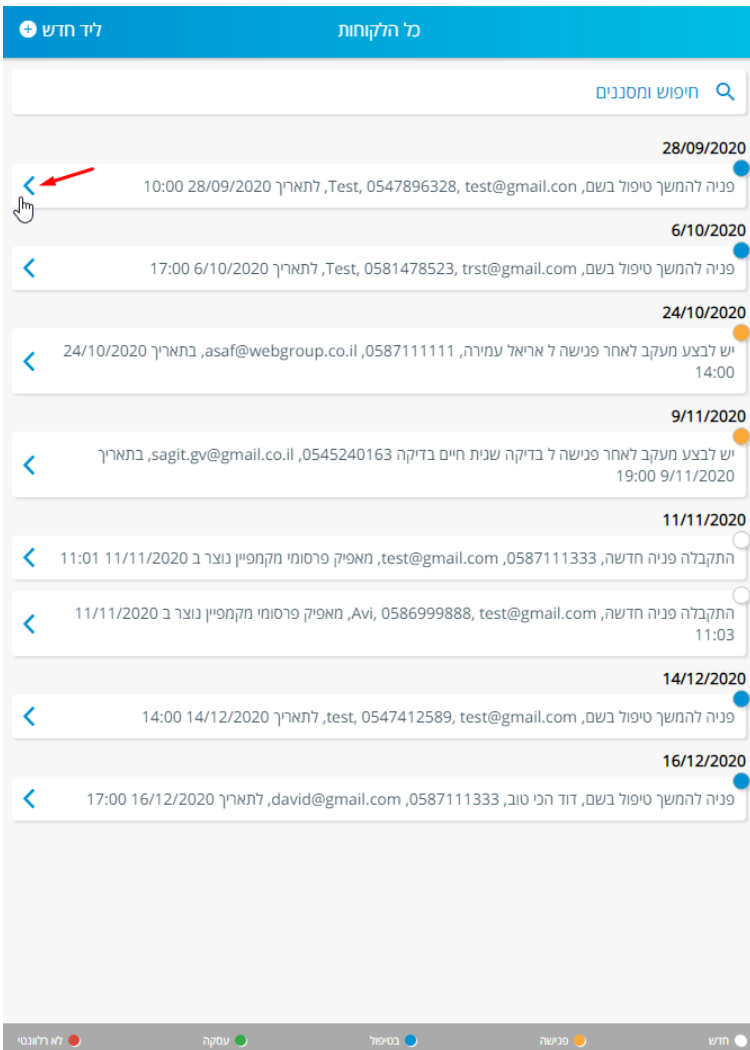 כל הלקוחות
ליד חדש
חיפוש ומסננים
28/09/2020
פניה להמשך טיפול בשם, Test, 0547896328, test@gmail.con, לתאריך 28/09/2020 10:00
6/10/2020
פניה להמשך טיפול בשם, Test, 0581478523, trst@gmail.com, לתאריך 6/10/2020 17:00
24/10/2020
יש לבצע מעקב לאחר פגישה ל אריאל עמירה, 0587111111, asaf@webgroup.co.il, בתאריך 24/10/2020
14:00
9/11/2020
יש לבצע מעקב לאחר פגישה ל בדיקה שגית חיים בדיקה 0545240163, sagit.gv@gmail.co.il, בתאריך
9/11/2020 19:00
11/11/2020
התקבלה פניה חדשה, 0587111333, test@gmail.com, מאפיק פרסומי מקמפיין נוצר ב 11/11/2020 11:01
התקבלה פניה חדשה, Avi, 0586999888, test@gmail.com, מאפיק פרסומי מקמפיין נוצר ב 11/11/2020
11:03
14/12/2020
פניה להמשך טיפול בשם, test, 0547412589, test@gmail.com, לתאריך 14/12/2020 14:00
16/12/2020
פניה להמשך טיפול בשם, דוד הכי טוב, 0587111333, david@gmail.com, לתאריך 16/12/2020 17:00
חדש
פגישה
בטיפול
עסקה
לא רלוונטי